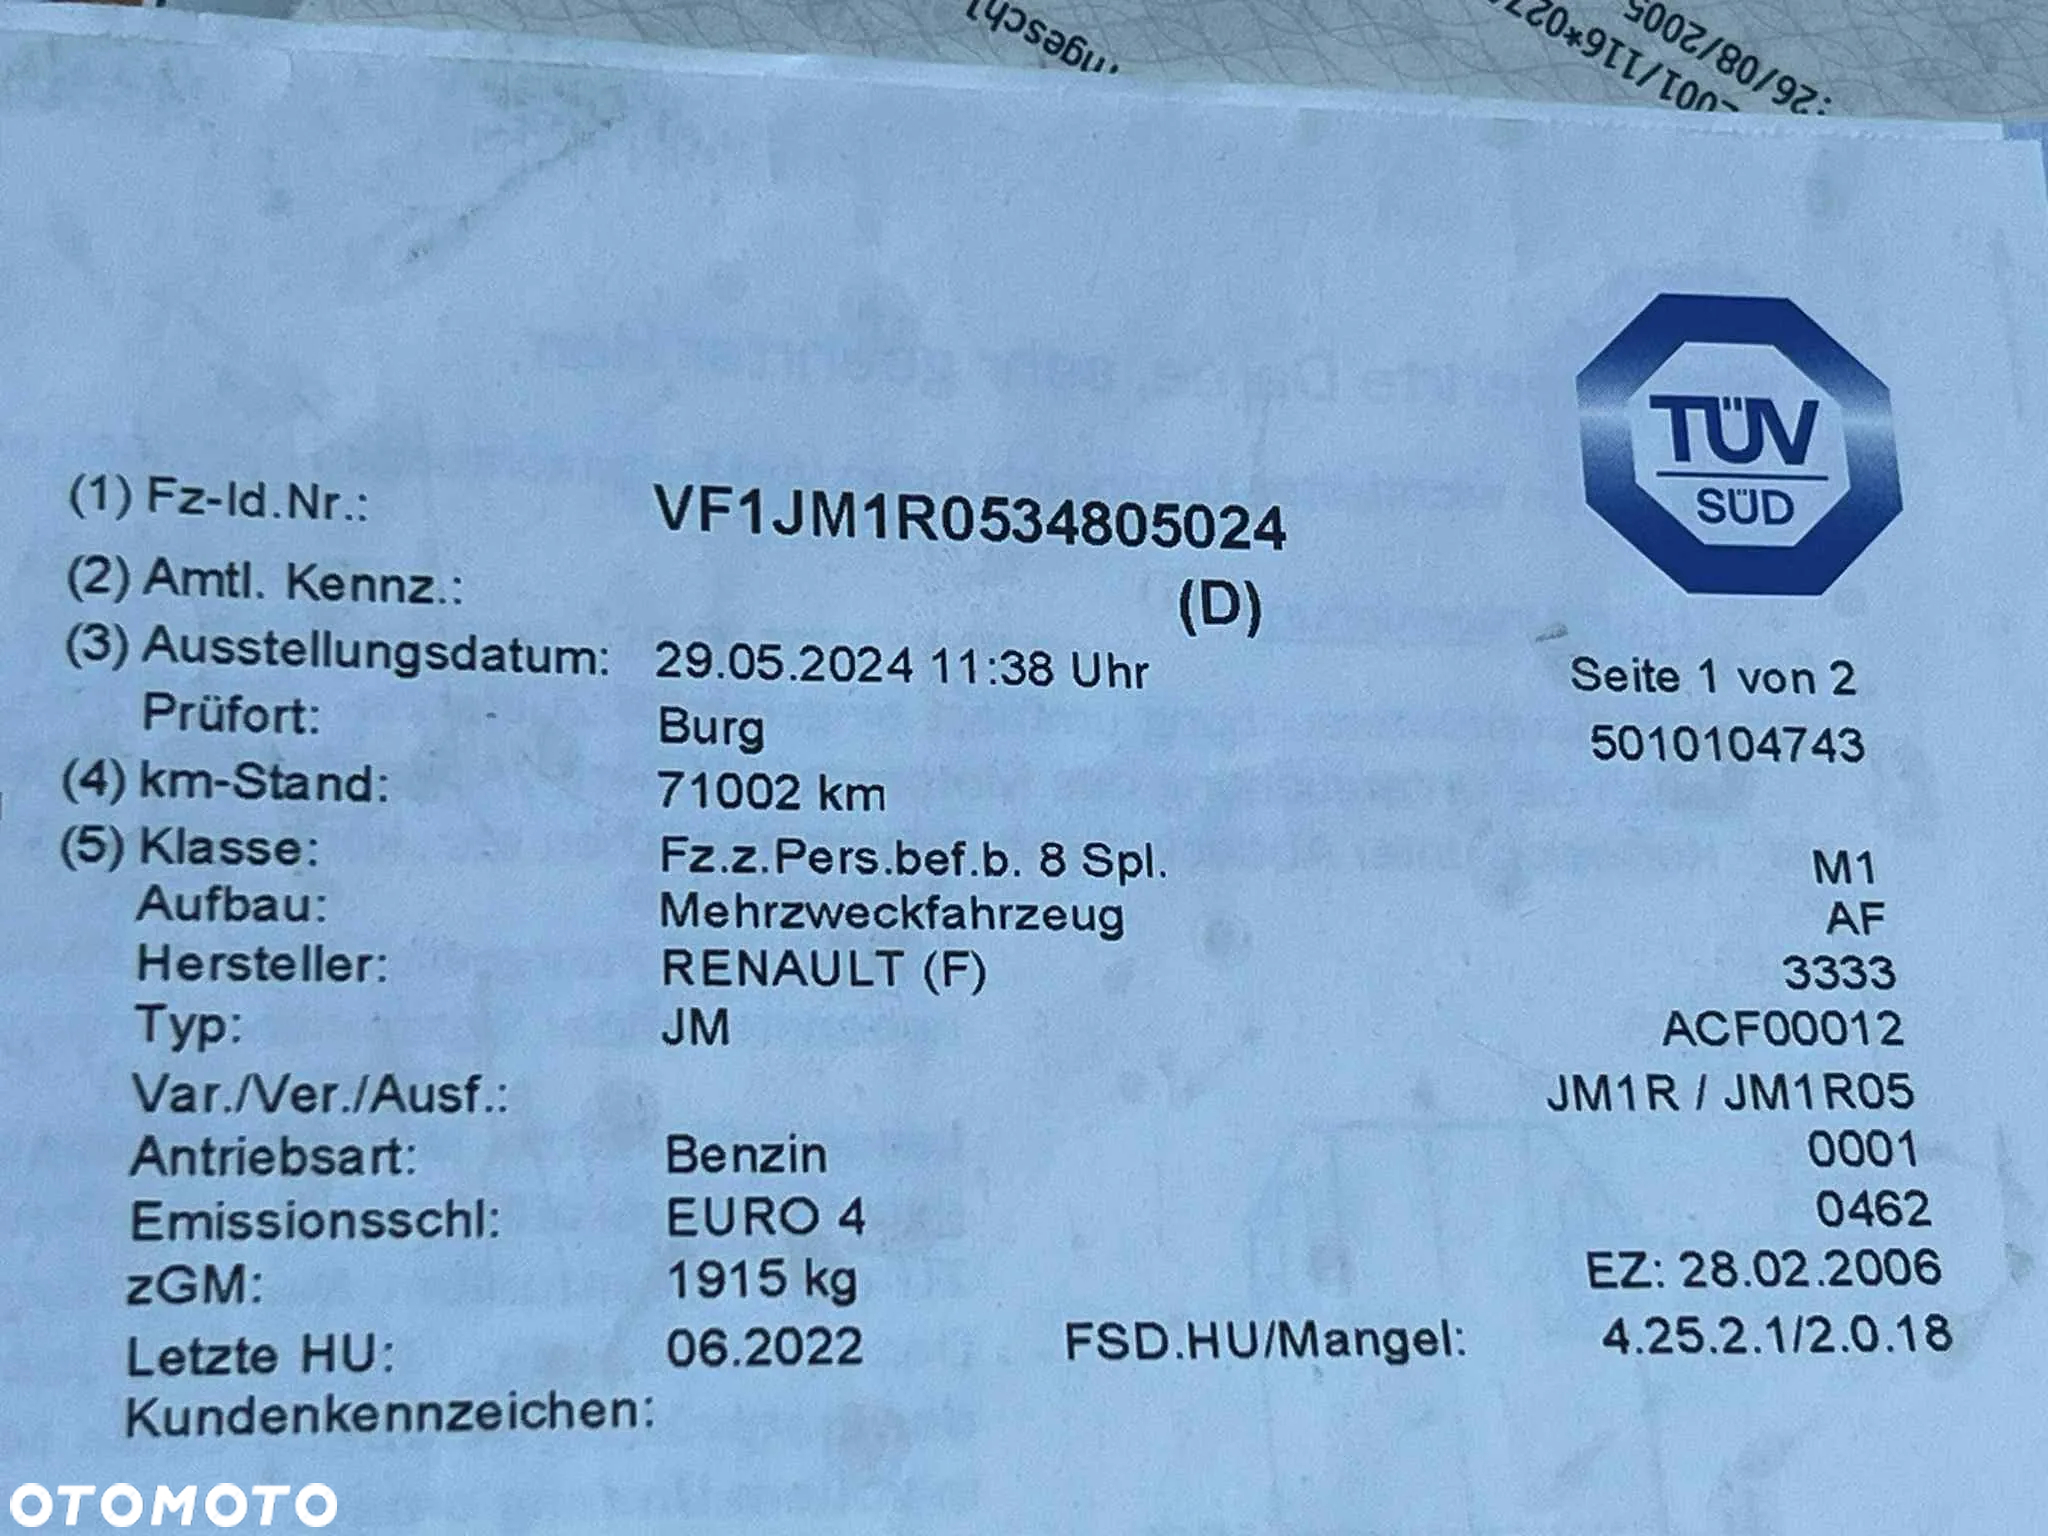 ngeschl
:26/08/2005
(1) Fz-Id.Nr.: VF1JM1R0534805024
TÜV
SÜD
(2) Amtl. Kennz.: (D)
(3) Ausstellungsdatum: 29.05.2024 11:38 Uhr Seite 1 von 2
Prüfort: Burg 5010104743
(4) km-Stand: 71002 km
(5) Klasse: Fz.z.Pers.bef.b. 8 Spl. M1
Aufbau: Mehrzweckfahrzeug AF
Hersteller: RENAULT (F) 3333
Typ: JM ACF00012
Var./Ver./Ausf.: JM1R / JM1R05
Antriebsart: Benzin 0001
Emissionsschl: EURO 4 0462
zGM: 1915 kg EZ: 28.02.2006
Letzte HU: 06.2022 FSD.HU/Mangel: 4.25.2.1/2.0.18
Kundenkennzeichen:
OTOMOTO